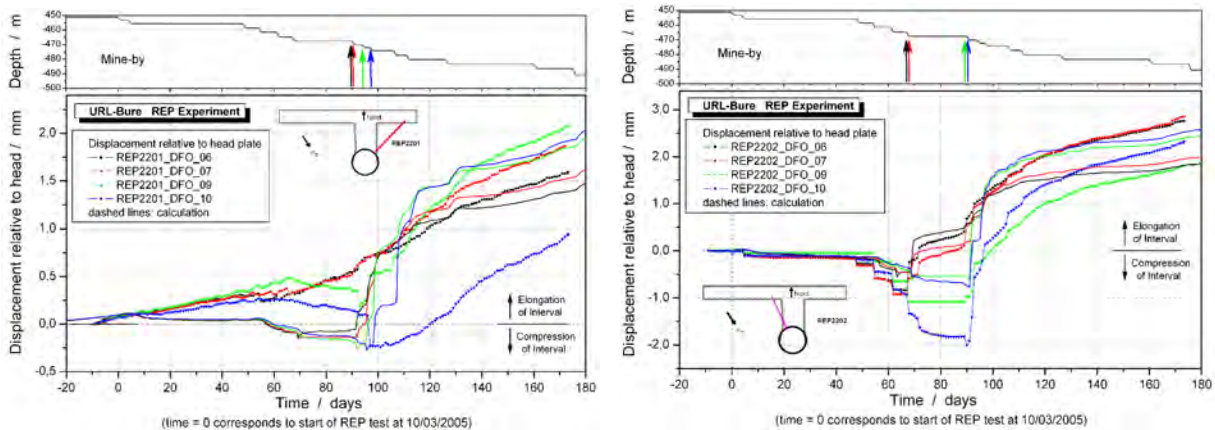 -450
-460
-470
-480
-490
-500
Depth / m
Mine-by
URL-Bure REP Experiment
Displacement relative to head plate
REP2201_DFO_06
REP2201_DFO_07
REP2201_DFO_09
REP2201_DFO_10
dashed lines: calculation
REP2201
Elongation
of Interval
Compression
of Interval
2.0
1.5
1.0
0.5
0.0
-0,5
Displacement relative to head / mm
-20 0 20 40 60 80 100 120 140 160 180
Time / days
(time = 0 corresponds to start of REP test at 10/03/2005)
-450
-460
-470
-480
-490
-500
Depth / m
Mine-by
URL-Bure REP Experiment
Displacement relative to head plate
REP2202_DFO_06
REP2202_DFO_07
REP2202_DFO_09
REP2202_DFO_10
dashed lines: calculation
REP2202
Elongation
of Interval
Compression
of Interval
3.0
2.0
1.0
0.0
-1.0
-2.0
Displacement relative to head / mm
-20 0 20 40 60 80 100 120 140 160 180
Time / days
(time = 0 corresponds to start of REP test at 10/03/2005)